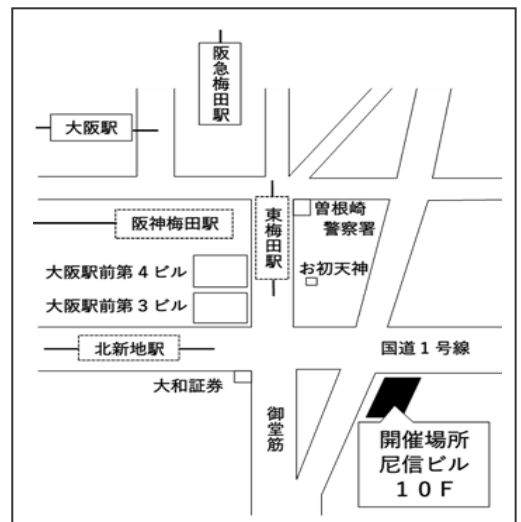 阪急梅田駅
大阪駅
阪神梅田駅
東梅田駅
曽根崎
警察署
お初天神
大阪駅前第4ビル
大阪駅前第3ビル
北新地駅
国道1号線
大和証券
御堂筋
開催場所
尼信ビル
10F